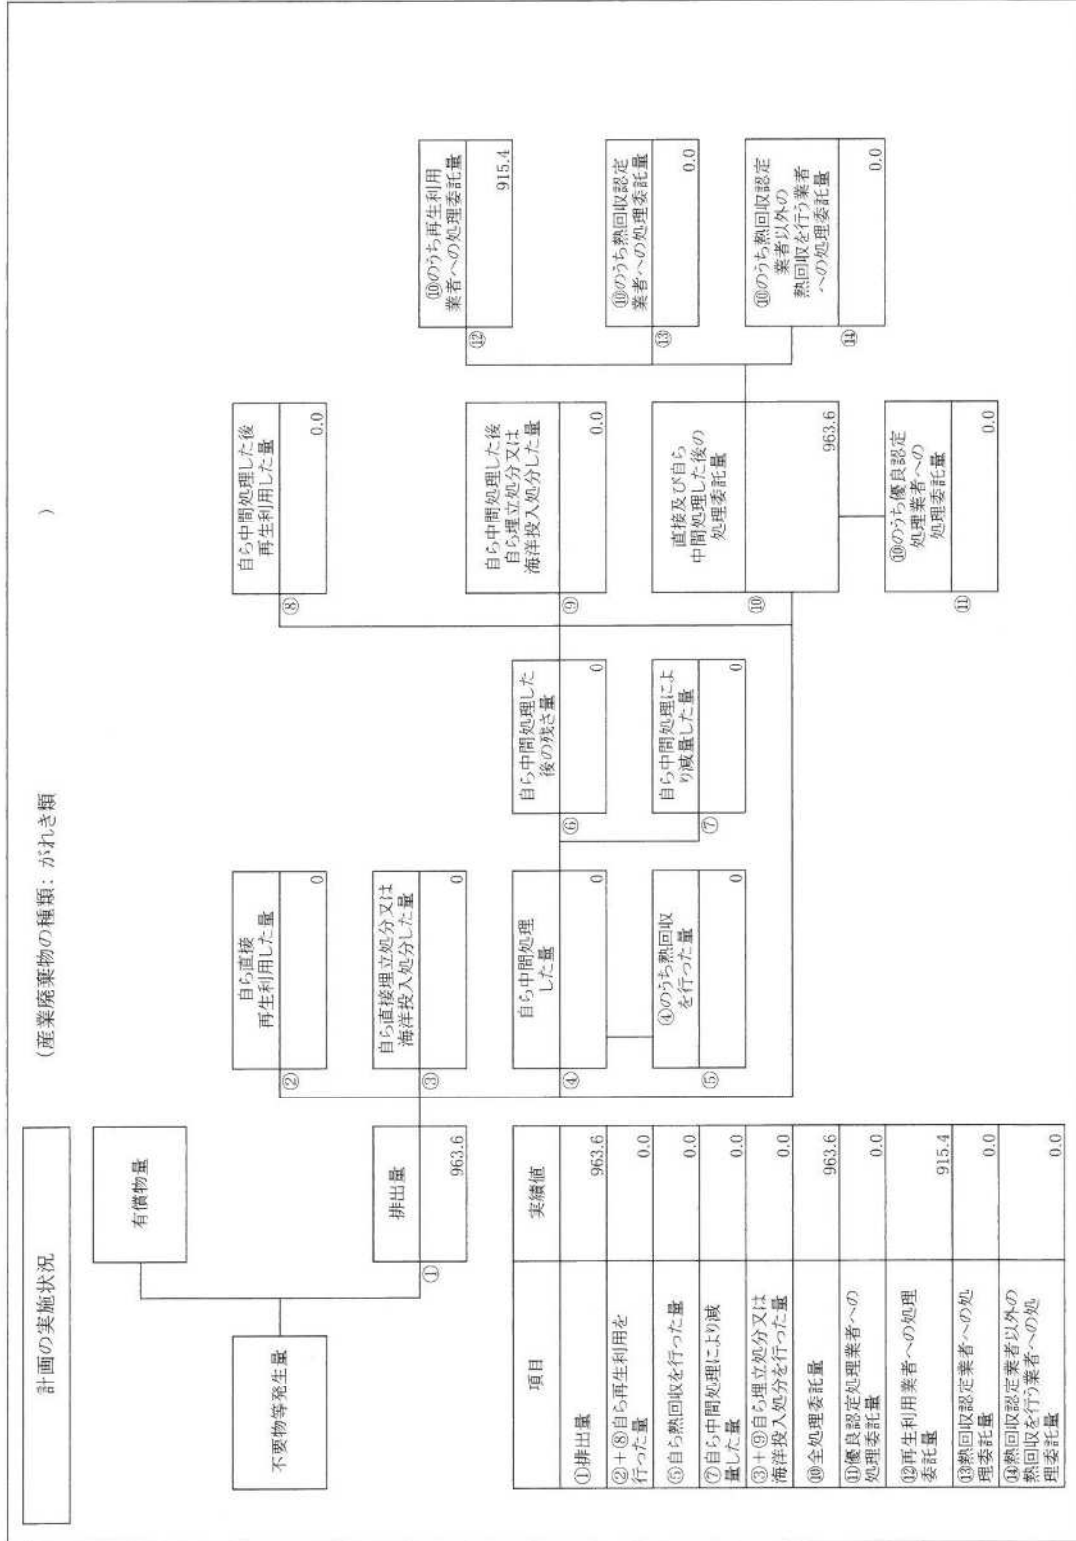 計画の実施状況
(産業廃棄物の種類: がれき類
)
不要物等発生量
有償物量
①
排出量
963.6
②
自ら直接
再生利用した量
0
③
自ら直接埋立処分又は
海洋投入処分した量
0
④
自ら中間処理
した量
0
⑤
④のうち熱回収
を行った量
0
⑥
自ら中間処理した
後の残さ量
0
⑦
自ら中間処理によ
り減量した量
0
⑧
自ら中間処理した後
再生利用した量
0.0
⑨
自ら中間処理した後
自ら埋立処分又は
海洋投入処分した量
0.0
⑩
直接及び自ら
中間処理した後の
処理委託量
963.6
⑪
⑩のうち優良認定
処理業者への
処理委託量
0.0
⑫
⑩のうち再生利用
業者への処理委託量
915.4
⑬
⑩のうち熱回収認定
業者への処理委託量
0.0
⑭
⑩のうち熱回収認定
業者以外の
熱回収を行う業者
への処理委託量
0.0
項目 実績値
①排出量 963.6
②+⑧自ら再生利用を
行った量 0.0
⑤自ら熱回収を行った量 0.0
⑦自ら中間処理により減
量した量 0.0
③+⑨自ら埋立処分又は
海洋投入処分を行った量 0.0
⑩全処理委託量 963.6
⑪優良認定処理業者への
処理委託量 0.0
⑫再生利用業者への処理
委託量 915.4
⑬熱回収認定業者への処
理委託量 0.0
⑭熱回収認定業者以外の
熱回収を行う業者への処
理委託量 0.0